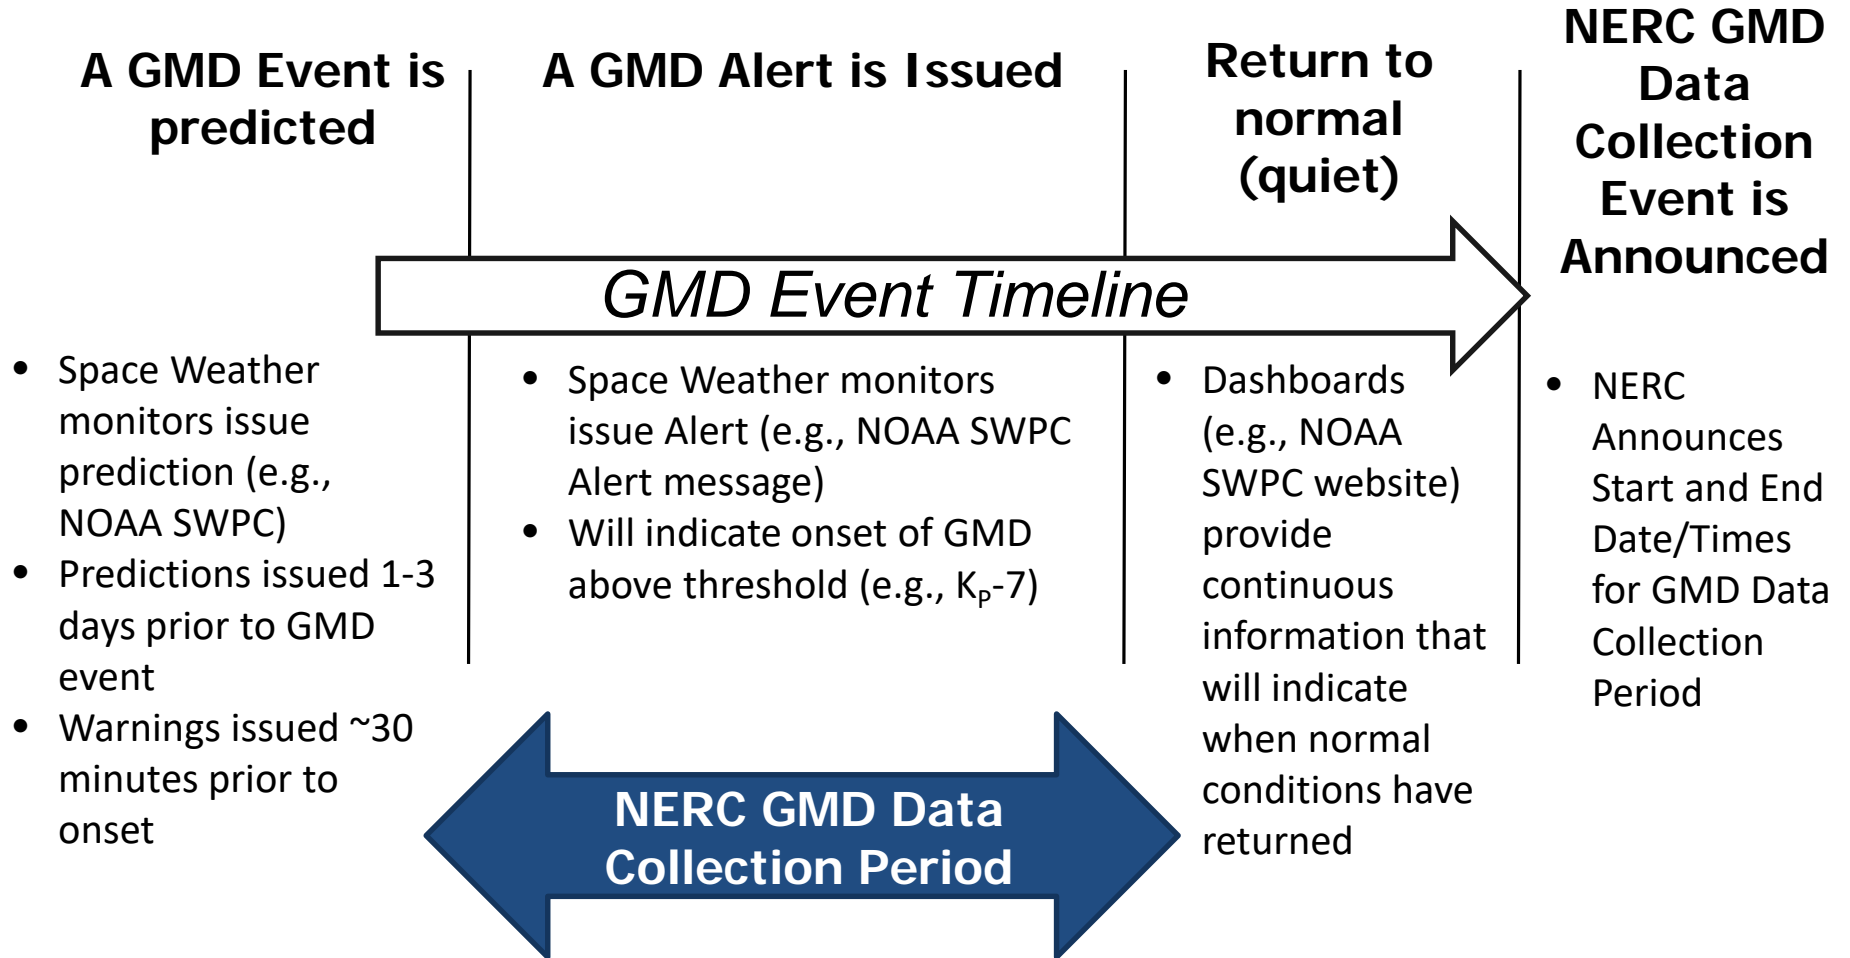 A GMD Event is
predicted
A GMD Alert is Issued
Return to
normal
(quiet)
NERC GMD
Data
Collection
Event is
Announced
GMD Event Timeline
• Space Weather
monitors issue
prediction (e.g.,
NOAA SWPC)
• Predictions issued 1-3
days prior to GMD
event
• Warnings issued ~30
minutes prior to
onset
• Space Weather monitors
issue Alert (e.g., NOAA SWPC
Alert message)
• Will indicate onset of GMD
above threshold (e.g., KP-7)
• Dashboards
(e.g., NOAA
SWPC website)
provide
continuous
information that
will indicate
when normal
conditions have
returned
• NERC
Announces
Start and End
Date/Times
for GMD Data
Collection
Period
NERC GMD Data
Collection Period